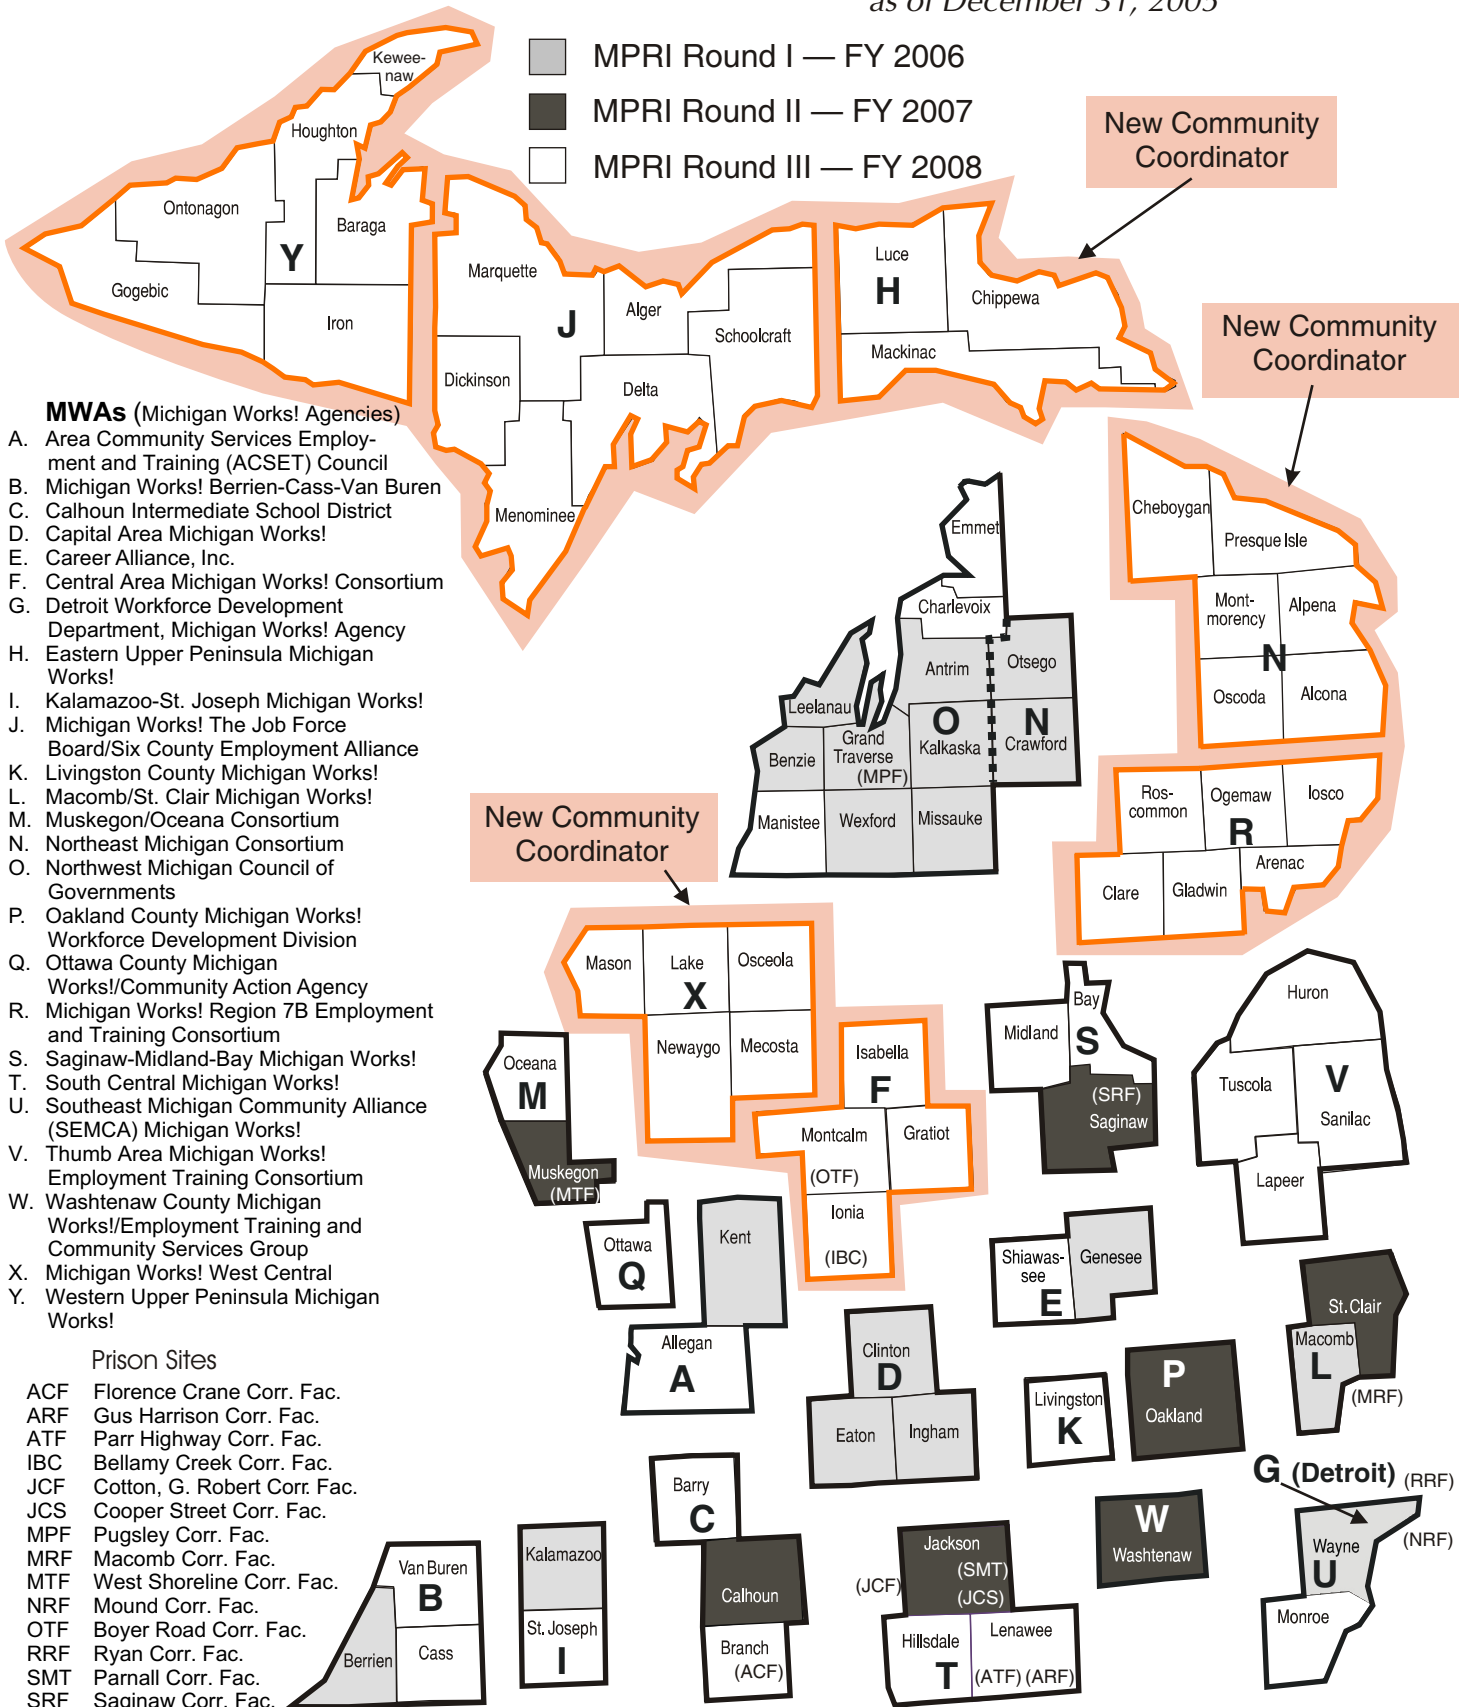 as of December 31, 2005
MPRI Round I — FY 2006
MPRI Round II — FY 2007
MPRI Round III — FY 2008
New Community
Coordinator
New Community
Coordinator
New Community
Coordinator
Kewee-
naw
Houghton
Ontonagon
Baraga
Y
Gogebic
Iron
Marquette
J
Alger
Schoolcraft
Dickinson
Delta
Menominee
Luce
H
Chippewa
Mackinac
MWAs (Michigan Works! Agencies)
A. Area Community Services Employ-
ment and Training (ACSET) Council
B. Michigan Works! Berrien-Cass-Van Buren
C. Calhoun Intermediate School District
D. Capital Area Michigan Works!
E. Career Alliance, Inc.
F. Central Area Michigan Works! Consortium
G. Detroit Workforce Development
Department, Michigan Works! Agency
H. Eastern Upper Peninsula Michigan
Works!
I. Kalamazoo-St. Joseph Michigan Works!
J. Michigan Works! The Job Force
Board/Six County Employment Alliance
K. Livingston County Michigan Works!
L. Macomb/St. Clair Michigan Works!
M. Muskegon/Oceana Consortium
N. Northeast Michigan Consortium
O. Northwest Michigan Council of
Governments
P. Oakland County Michigan Works!
Workforce Development Division
Q. Ottawa County Michigan
Works!/Community Action Agency
R. Michigan Works! Region 7B Employment
and Training Consortium
S. Saginaw-Midland-Bay Michigan Works!
T. South Central Michigan Works!
U. Southeast Michigan Community Alliance
(SEMCA) Michigan Works!
V. Thumb Area Michigan Works!
Employment Training Consortium
W. Washtenaw County Michigan
Works!/Employment Training and
Community Services Group
X. Michigan Works! West Central
Y. Western Upper Peninsula Michigan
Works!
Prison Sites
ACF Florence Crane Corr. Fac.
ARF Gus Harrison Corr. Fac.
ATF Parr Highway Corr. Fac.
IBC Bellamy Creek Corr. Fac.
JCF Cotton, G. Robert Corr. Fac.
JCS Cooper Street Corr. Fac.
MPF Pugsley Corr. Fac.
MRF Macomb Corr. Fac.
MTF West Shoreline Corr. Fac.
NRF Mound Corr. Fac.
OTF Boyer Road Corr. Fac.
RRF Ryan Corr. Fac.
SMT Parnall Corr. Fac.
SRF Saginaw Corr. Fac.
Emmet
Charlevoix
Antrim
Otsego
Leelanau
O
N
Kalkaska
Crawford
Benzie
Grand
Traverse
(MPF)
Manistee
Wexford
Missauke
Cheboygan
Presque Isle
Mont-
morency
Alpena
N
Oscoda
Alcona
Ros-
common
Ogemaw
Iosco
R
Arenac
Clare
Gladwin
Mason
Lake
Osceola
X
Newaygo
Mecosta
Oceana
M
Muskegon
(MTF)
Isabella
F
Montcalm
Gratiot
(OTF)
Ionia
(IBC)
Bay
Midland
S
(SRF)
Saginaw
Huron
Tuscola
V
Sanilac
Lapeer
Ottawa
Q
Kent
Allegan
A
Shiawas-
see
Genesee
E
Clinton
D
Eaton
Ingham
St. Clair
Macomb
L
(MRF)
Livingston
K
P
Oakland
Barry
C
Calhoun
Branch
(ACF)
G (Detroit) (RRF)
(NRF)
Wayne
U
Monroe
W
Washtenaw
Jackson
(SMT)
(JCF)
(JCS)
Hillsdale
Lenawee
T
(ATF) (ARF)
Kalamazoo
St. Joseph
I
Van Buren
B
Berrien
Cass